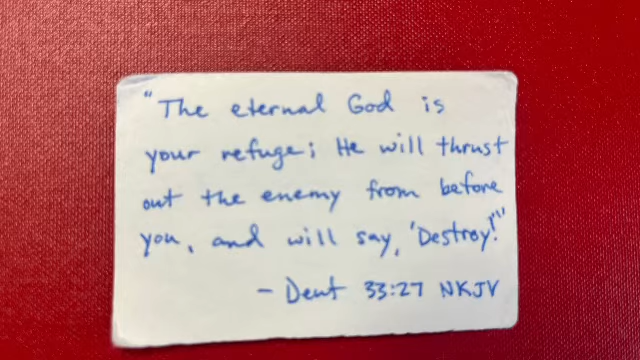 "The eternal God is
your refuge; He will thrust
out the enemy from before
you, and will say, 'Destroy!'"
- Deut 33:27 NKJV